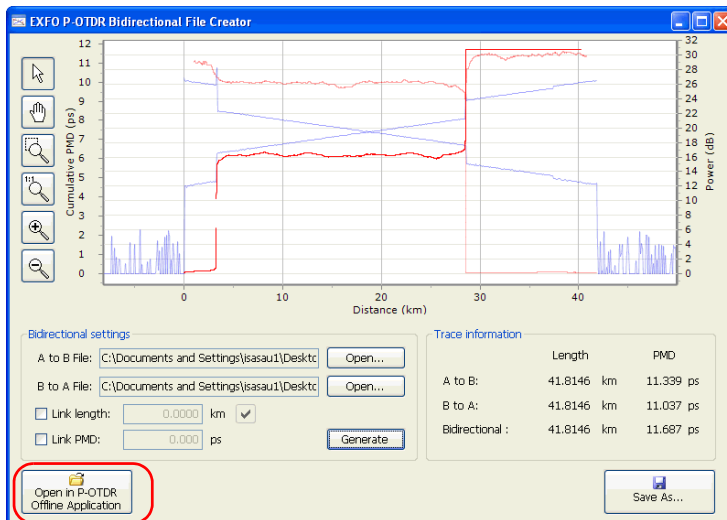 EXFO P-OTDR Bidirectional File Creator
1:1
Cumulative PMD (ps)
12
11
10
9
8
7
6
5
4
3
2
1
0
32
30
28
26
24
22
20
18
16
14
12
10
8
6
4
2
0
Power (dB)
0 10 20 30 40
Distance (km)
Bidirectional settings
A to B File: C:\Documents and Settings\isasau1\Deskto Open...
B to A File: C:\Documents and Settings\isasau1\Deskto Open...
Link length: 0.0000 km
Link PMD: 0.000 ps Generate
Trace information
Length PMD
A to B: 41.8146 km 11.339 ps
B to A: 41.8146 km 11.037 ps
Bidirectional : 41.8146 km 11.687 ps
Open in P-OTDR
Offline Application
Save As...